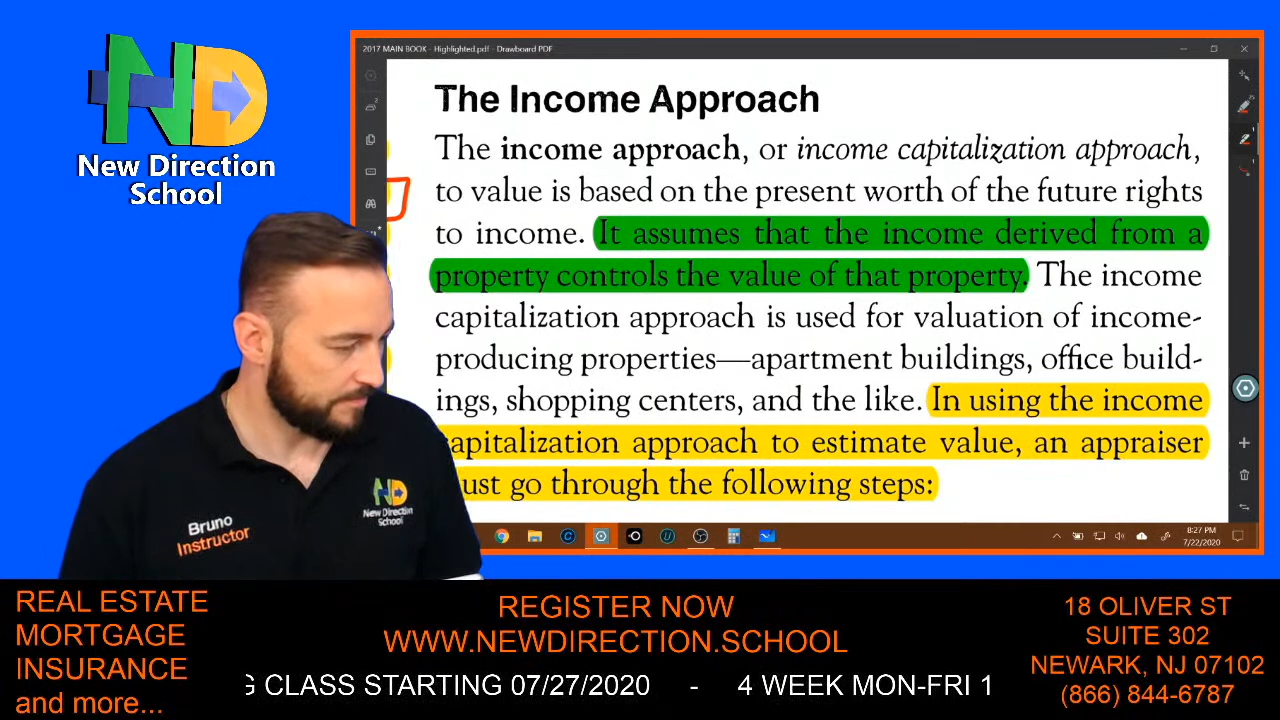 ND
New Direction
School
2017 MAIN BOOK - Highlighted.pdf - Drawboard PDF
The Income Approach
The income approach, or income capitalization approach,
to value is based on the present worth of the future rights
to income. It assumes that the income derived from a
property controls the value of that property. The income
capitalization approach is used for valuation of income-
producing properties—apartment buildings, office build-
ings, shopping centers, and the like. In using the income
apitalization approach to estimate value, an appraiser
ust go through the following steps:
8:27 PM
7/22/2020
ND
New Direction
School
Bruno
Instructor
REAL ESTATE
MORTGAGE
INSURANCE
and more...
REGISTER NOW
WWW.NEWDIRECTION.SCHOOL
G CLASS STARTING 07/27/2020 - 4 WEEK MON-FRI 1
18 OLIVER ST
SUITE 302
NEWARK, NJ 07102
(866) 844-6787